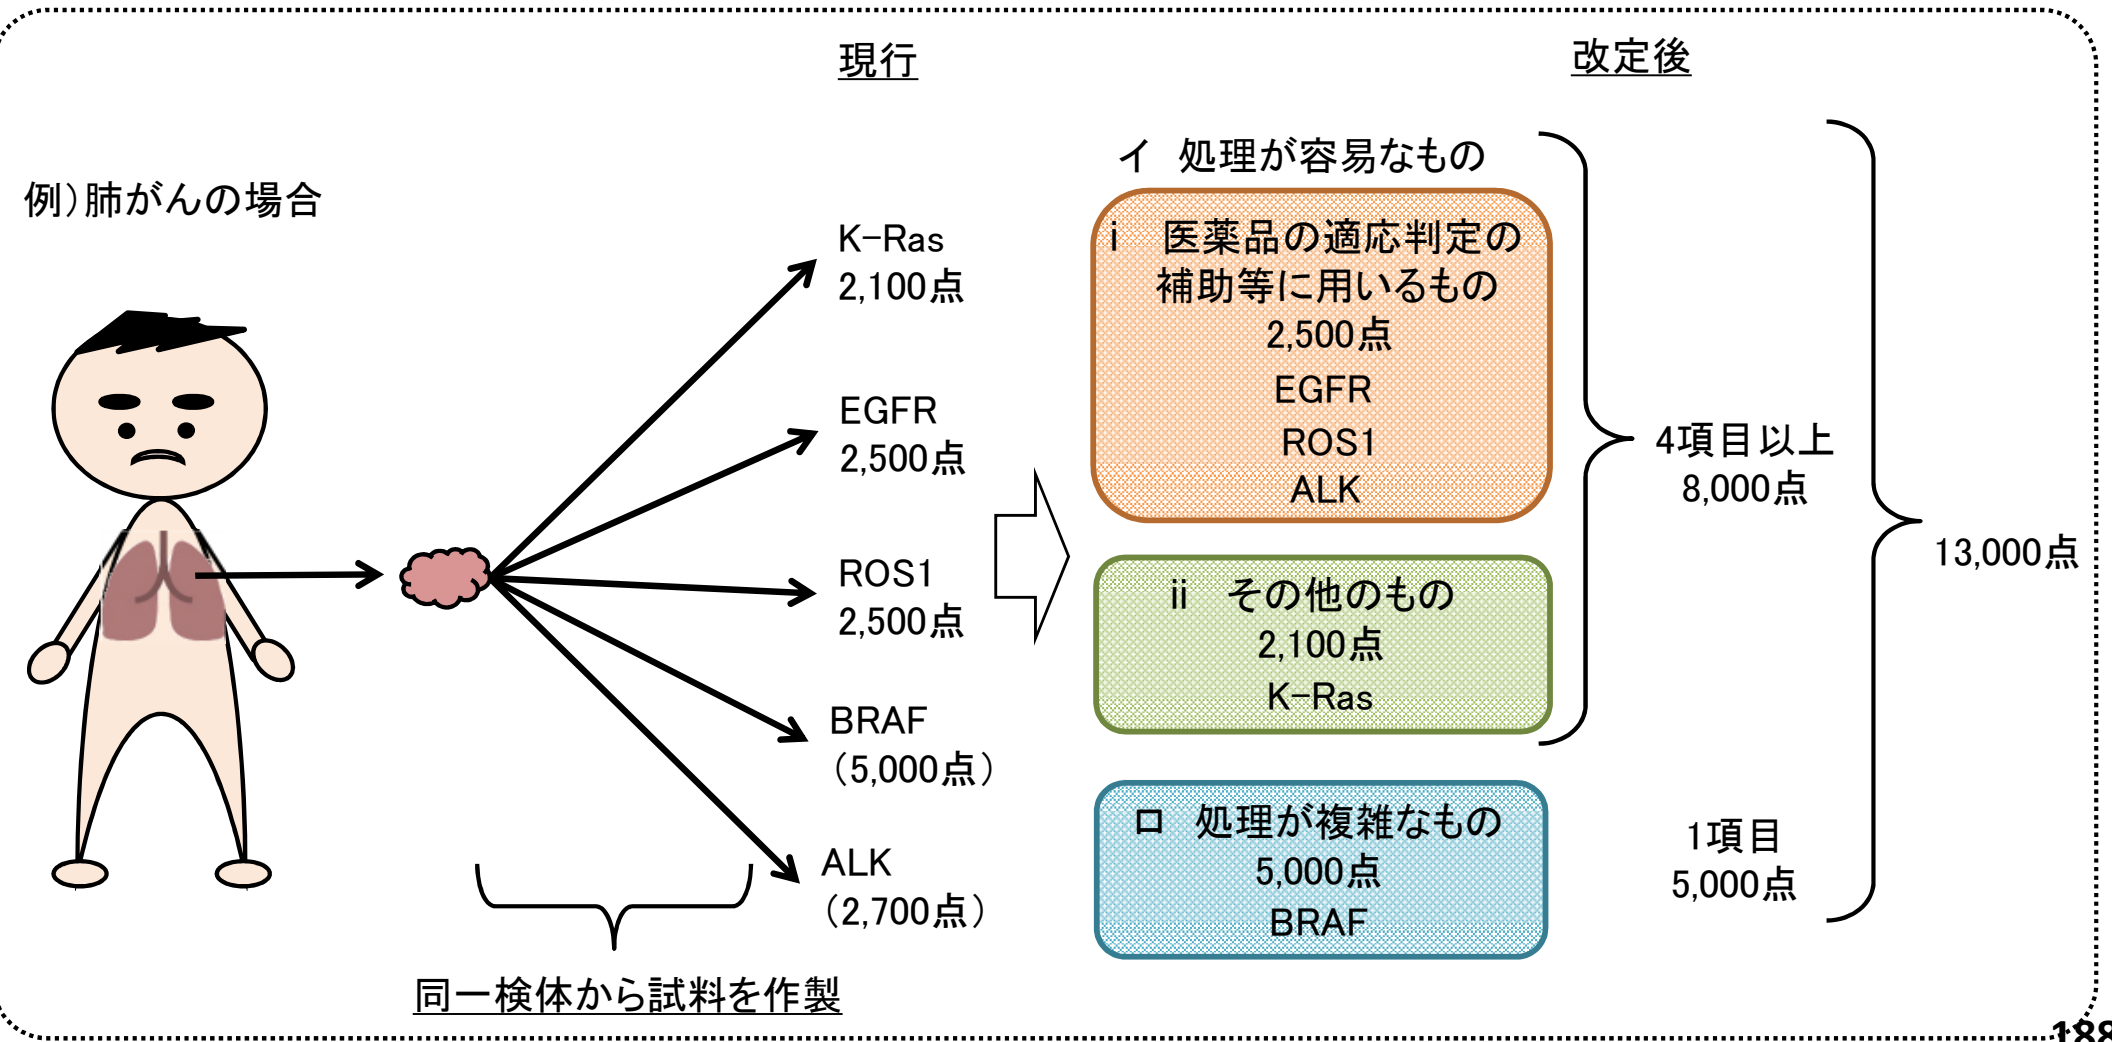 現行
改定後
例）肺がんの場合
K-Ras
2,100点
EGFR
2,500点
ROS1
2,500点
BRAF
（5,000点）
ALK
（2,700点）
同一検体から試料を作製
イ　処理が容易なもの
i　医薬品の適応判定の
補助等に用いるもの
2,500点
EGFR
ROS1
ALK
ii　その他のもの
2,100点
K-Ras
ロ　処理が複雑なもの
5,000点
BRAF
4項目以上
8,000点
1項目
5,000点
13,000点
188